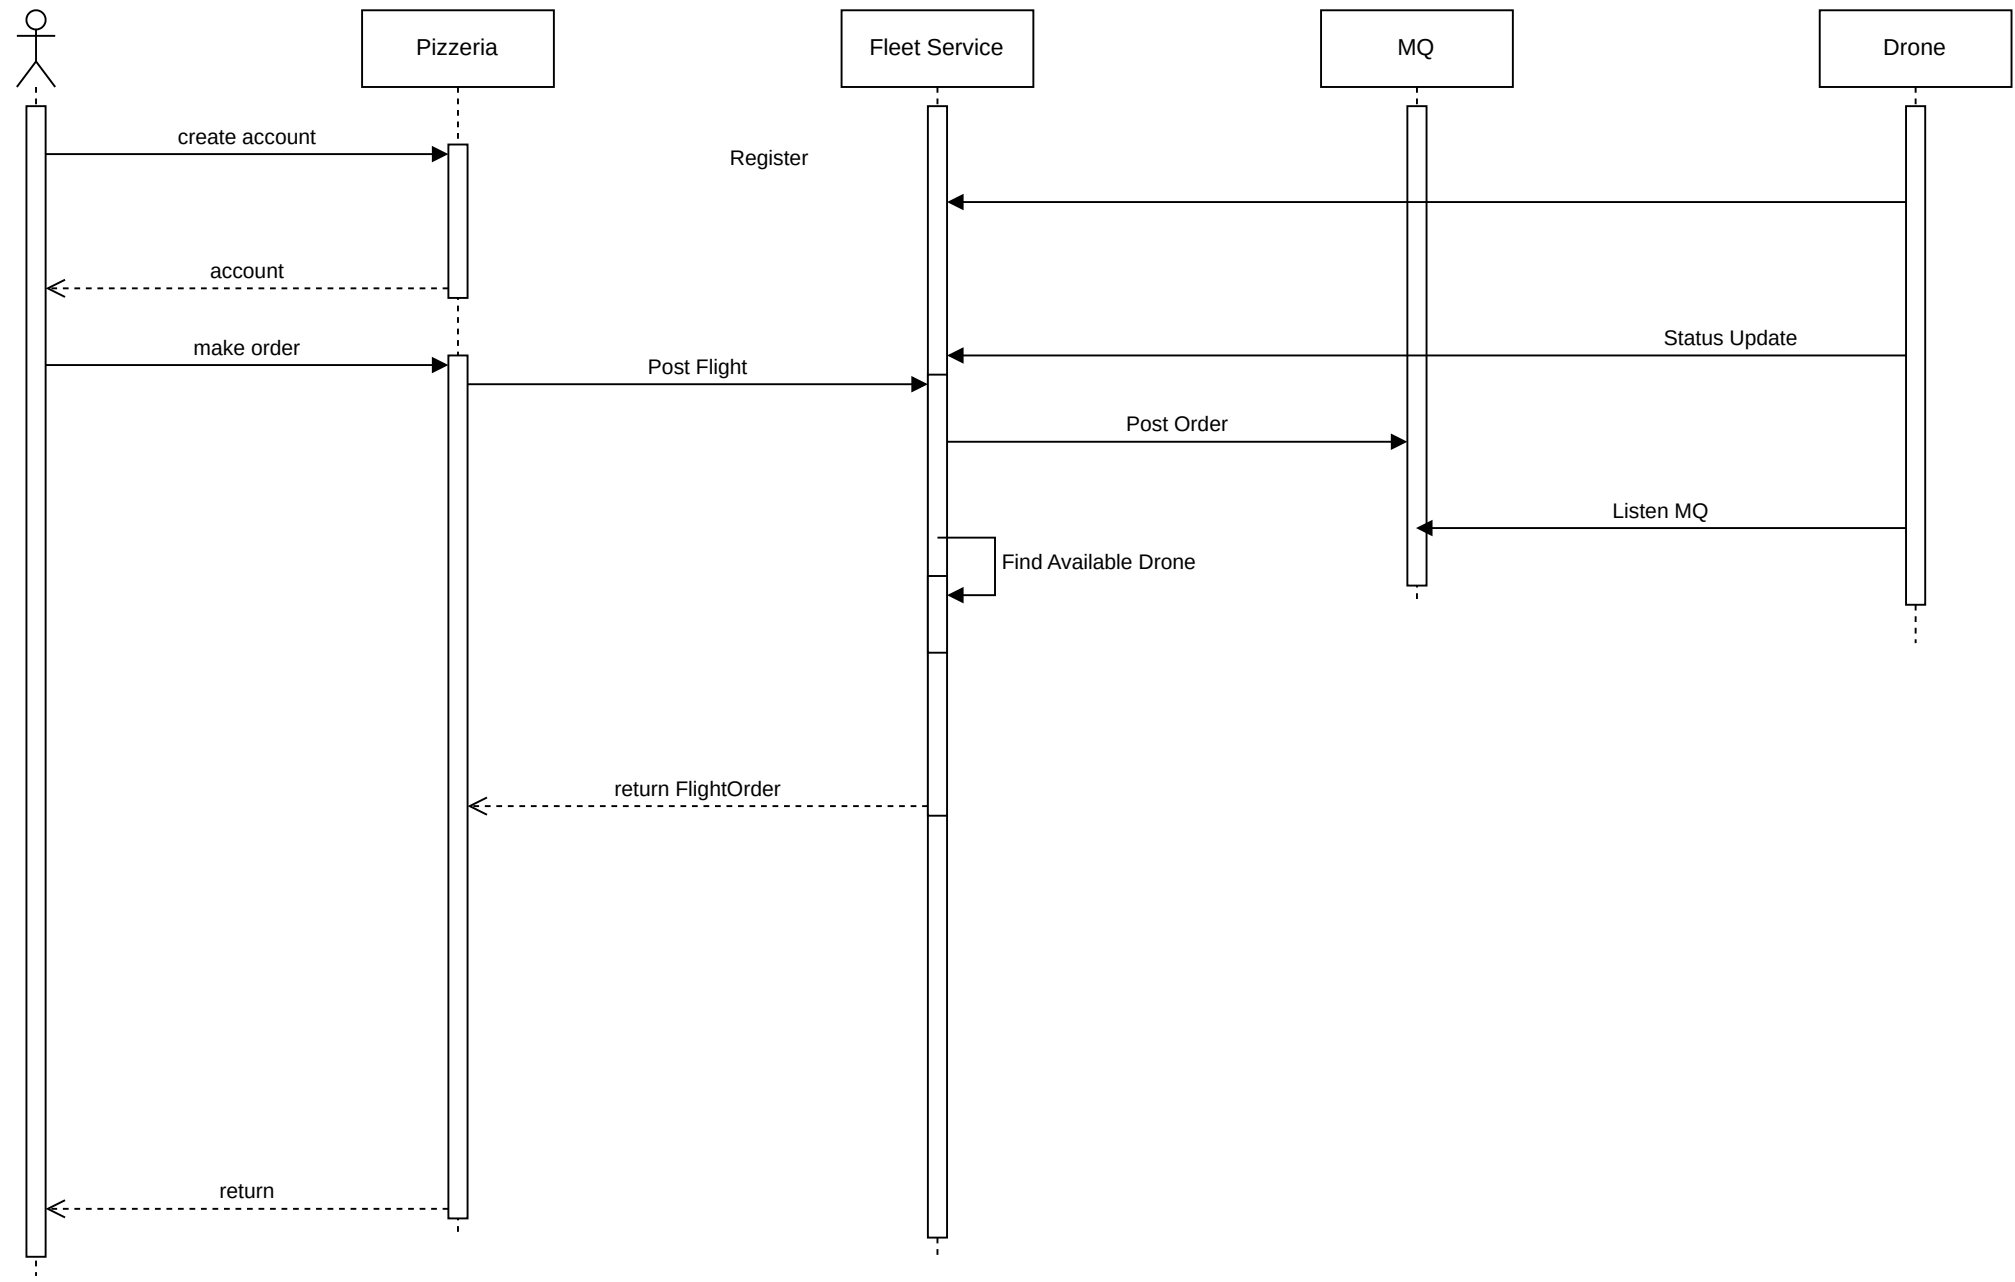 Pizzeria
Fleet Service
MQ
Drone
create account
Register
account
Status Update
make order
Post Flight
Post Order
Listen MQ
Find Available Drone
return FlightOrder
return